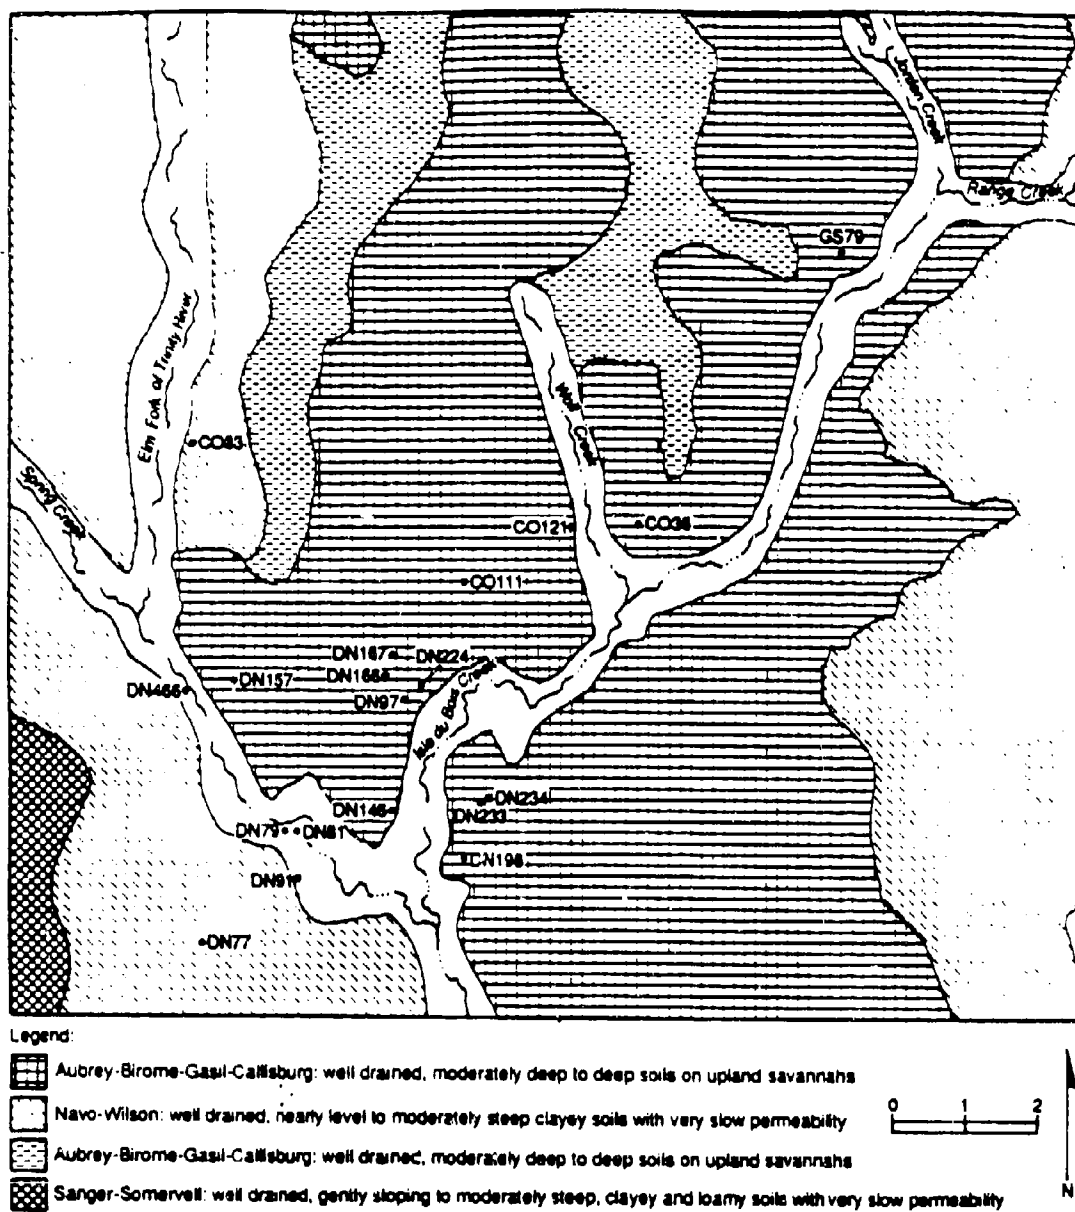 Jordan Creek
Range Creek
GS79
Elm Fork of Trinity River
Wolf Creek
Spring Creek
CO121
CO111
DN167
DN224
DN157
DN466
DN97
Isle du Bois Creek
DN234
DN233
DN79
DN81
DN91
DN77
Legend:
Aubrey-Birome-Gasil-Callisburg: well drained, moderately deep to deep soils on upland savannahs
Navo-Wilson: well drained, nearly level to moderately steep clayey soils with very slow permeability
0 1 2
Aubrey-Birome-Gasil-Callisburg: well drained, moderately deep to deep soils on upland savannahs
Sanger-Somervell: well drained, gently sloping to moderately steep, clayey and loamy soils with very slow permeability
N